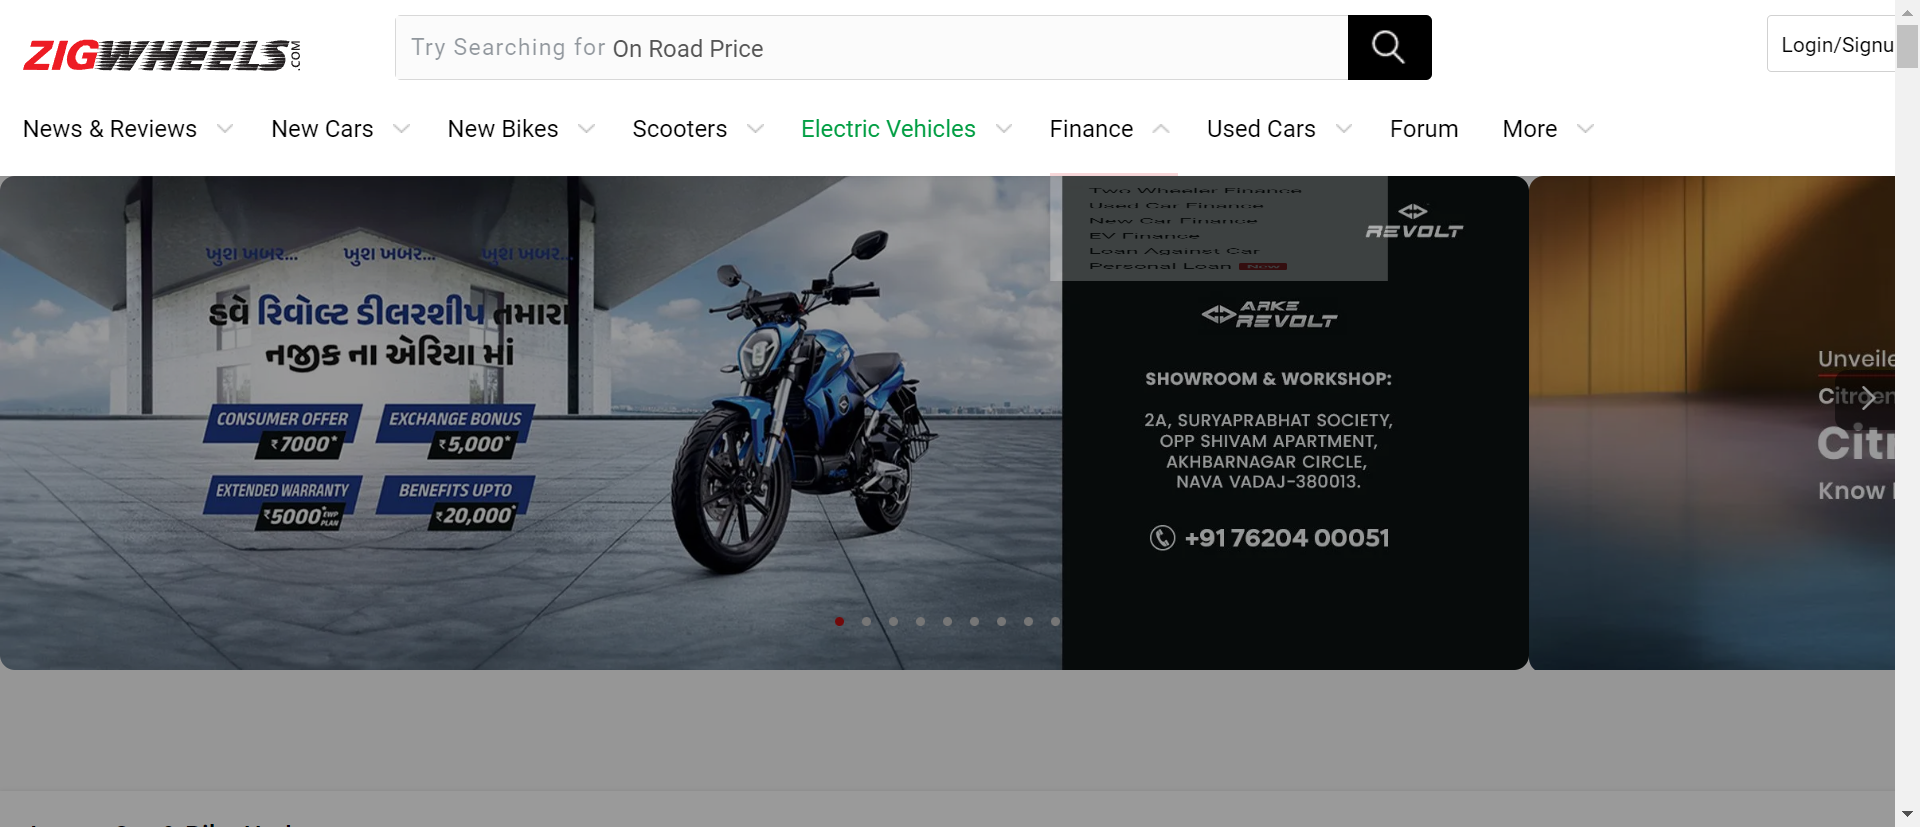 ZIGWHEELS.COM
Try Searching for On Road Price
Login/Signu
News & Reviews
New Cars
New Bikes
Scooters
Electric Vehicles
Finance
Used Cars
Forum
More
Two Wheeler Finance
Used Car Finance
New Car Finance
EV Finance
Loan Against Car
Personal Loan New
REVOLT
ખુશ ખબર... ખુશ ખબર... ખુશ ખબર...
હવે રિવોલ્ટ ડીલરશીપ તમારા
નજીક ના એરિયા માં
CONSUMER OFFER
₹7000*
EXCHANGE BONUS
₹5,000*
EXTENDED WARRANTY
₹5000* EWP PLAN
BENEFITS UPTO
₹20,000*
ARKE
REVOLT
SHOWROOM & WORKSHOP:
2A, SURYAPRABHAT SOCIETY,
OPP SHIVAM APARTMENT,
AKHBARNAGAR CIRCLE,
NAVA VADAJ-380013.
+91 76204 00051
Unveile
Citroen
Citr
Know